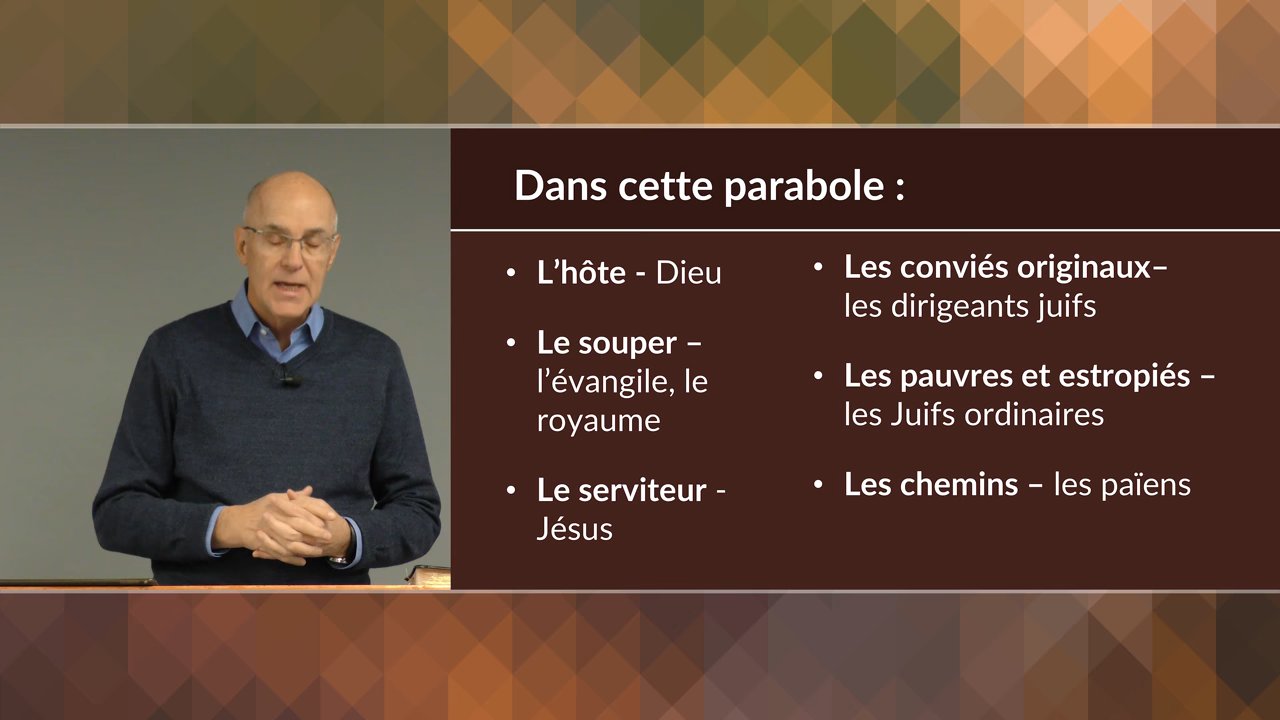 Dans cette parabole :
• L’hôte - Dieu
• Le souper –
l’évangile, le
royaume
• Le serviteur -
Jésus
• Les conviés originaux–
les dirigeants juifs
• Les pauvres et estropiés –
les Juifs ordinaires
• Les chemins – les païens